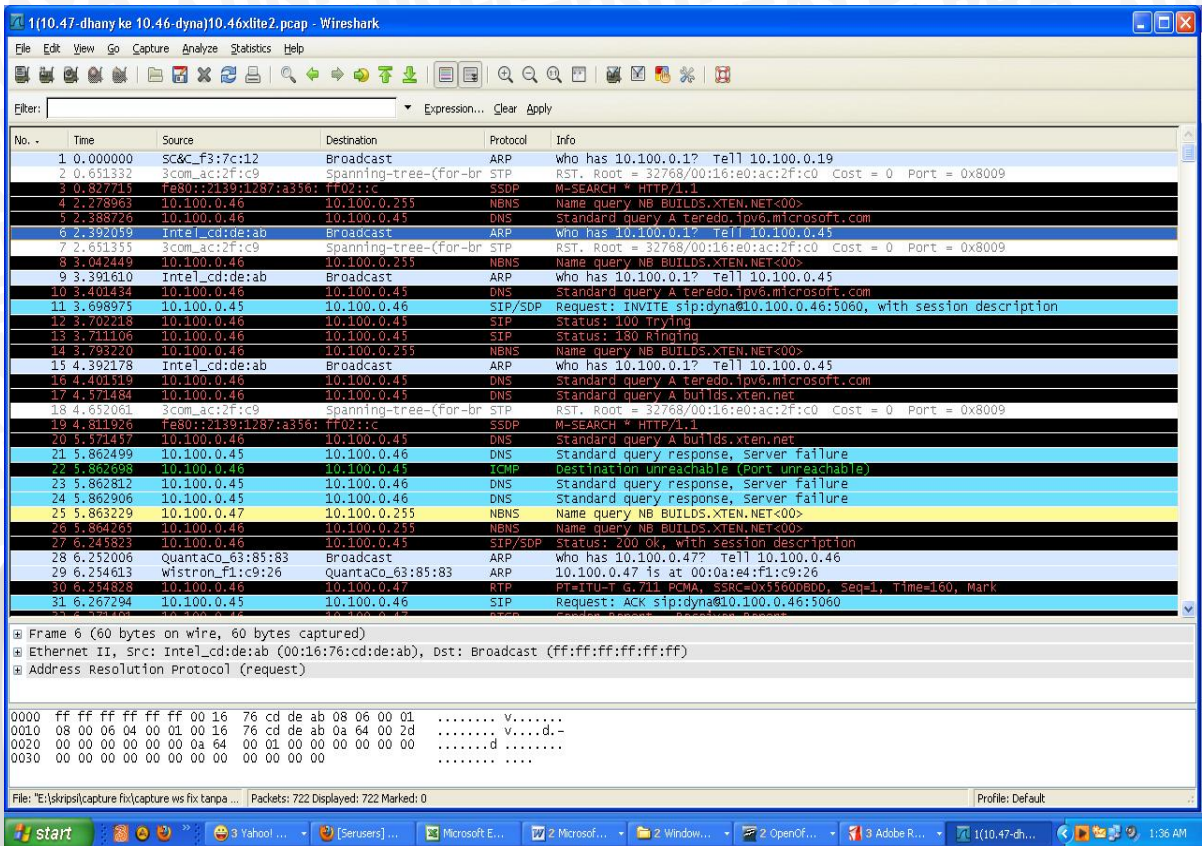 1(10.47-dhany ke 10.46-dyna)10.46xlite2.pcap - Wireshark
File Edit View Go Capture Analyze Statistics Help
Filter: Expression... Clear Apply
No. . Time Source Destination Protocol Info
1 0.000000 SC&C_f3:7c:12 Broadcast ARP who has 10.100.0.1? Tell 10.100.0.19
2 0.651332 3com_ac:2f:c9 Spanning-tree-(for-br STP RST. Root = 32768/00:16:e0:ac:2f:c0 Cost = 0 Port = 0x8009
3 0.827715 fe80::2139:1287:a356: ff02::c SSDP M-SEARCH * HTTP/1.1
4 2.278963 10.100.0.46 10.100.0.255 NBNS Name query NB BUILDS.XTEN.NET<00>
5 2.388726 10.100.0.46 10.100.0.45 DNS Standard query A teredo.ipv6.microsoft.com
6 2.392059 Intel_cd:de:ab Broadcast ARP who has 10.100.0.1? Tell 10.100.0.45
7 2.651355 3com_ac:2f:c9 Spanning-tree-(for-br STP RST. Root = 32768/00:16:e0:ac:2f:c0 Cost = 0 Port = 0x8009
8 3.042449 10.100.0.46 10.100.0.255 NBNS Name query NB BUILDS.XTEN.NET<00>
9 3.391610 Intel_cd:de:ab Broadcast ARP who has 10.100.0.1? Tell 10.100.0.45
10 3.401434 10.100.0.46 10.100.0.45 DNS Standard query A teredo.ipv6.microsoft.com
11 3.698975 10.100.0.45 10.100.0.46 SIP/SDP Request: INVITE sip:dyna@10.100.0.46:5060, with session description
12 3.702218 10.100.0.46 10.100.0.45 SIP Status: 100 Trying
13 3.711106 10.100.0.46 10.100.0.45 SIP Status: 180 Ringing
14 3.793220 10.100.0.46 10.100.0.255 NBNS Name query NB BUILDS.XTEN.NET<00>
15 4.392178 Intel_cd:de:ab Broadcast ARP who has 10.100.0.1? Tell 10.100.0.45
16 4.401519 10.100.0.46 10.100.0.45 DNS Standard query A teredo.ipv6.microsoft.com
17 4.571484 10.100.0.46 10.100.0.45 DNS Standard query A builds.xten.net
18 4.652061 3com_ac:2f:c9 Spanning-tree-(for-br STP RST. Root = 32768/00:16:e0:ac:2f:c0 Cost = 0 Port = 0x8009
19 4.811926 fe80::2139:1287:a356: ff02::c SSDP M-SEARCH * HTTP/1.1
20 5.571457 10.100.0.46 10.100.0.45 DNS Standard query A builds.xten.net
21 5.862499 10.100.0.45 10.100.0.46 DNS Standard query response, Server failure
22 5.862698 10.100.0.46 10.100.0.45 ICMP Destination unreachable (Port unreachable)
23 5.862812 10.100.0.45 10.100.0.46 DNS Standard query response, Server failure
24 5.862906 10.100.0.45 10.100.0.46 DNS Standard query response, Server failure
25 5.863229 10.100.0.47 10.100.0.255 NBNS Name query NB BUILDS.XTEN.NET<00>
26 5.864265 10.100.0.46 10.100.0.255 NBNS Name query NB BUILDS.XTEN.NET<00>
27 6.245823 10.100.0.46 10.100.0.45 SIP/SDP Status: 200 Ok, with session description
28 6.252006 QuantaCo_63:85:83 Broadcast ARP who has 10.100.0.47? Tell 10.100.0.46
29 6.254613 Wistron_f1:c9:26 QuantaCo_63:85:83 ARP 10.100.0.47 is at 00:0a:e4:f1:c9:26
30 6.254828 10.100.0.46 10.100.0.47 RTP PT=ITU-T G.711 PCMA, SSRC=0x5560DBDD, Seq=1, Time=160, Mark
31 6.267294 10.100.0.45 10.100.0.46 SIP Request: ACK sip:dyna@10.100.0.46:5060
Frame 6 (60 bytes on wire, 60 bytes captured)
Ethernet II, Src: Intel_cd:de:ab (00:16:76:cd:de:ab), Dst: Broadcast (ff:ff:ff:ff:ff:ff)
Address Resolution Protocol (request)
0000 ff ff ff ff ff ff 00 16 76 cd de ab 08 06 00 01 ........ v.......
0010 08 00 06 04 00 01 00 16 76 cd de ab 0a 64 00 2d ........ v....d.-
0020 00 00 00 00 00 00 0a 64 00 01 00 00 00 00 00 00 .......d ........
0030 00 00 00 00 00 00 00 00 00 00 00 00 ........ ....
File: "E:\skripsi\capture fix\capture ws fix tanpa ... Packets: 722 Displayed: 722 Marked: 0 Profile: Default
start 3 Yahoo! ... [Serusers] ... Microsoft E... 2 Microsof... 2 Window... 2 OpenOf... 3 Adobe R... 1(10.47-dh... 1:36 AM